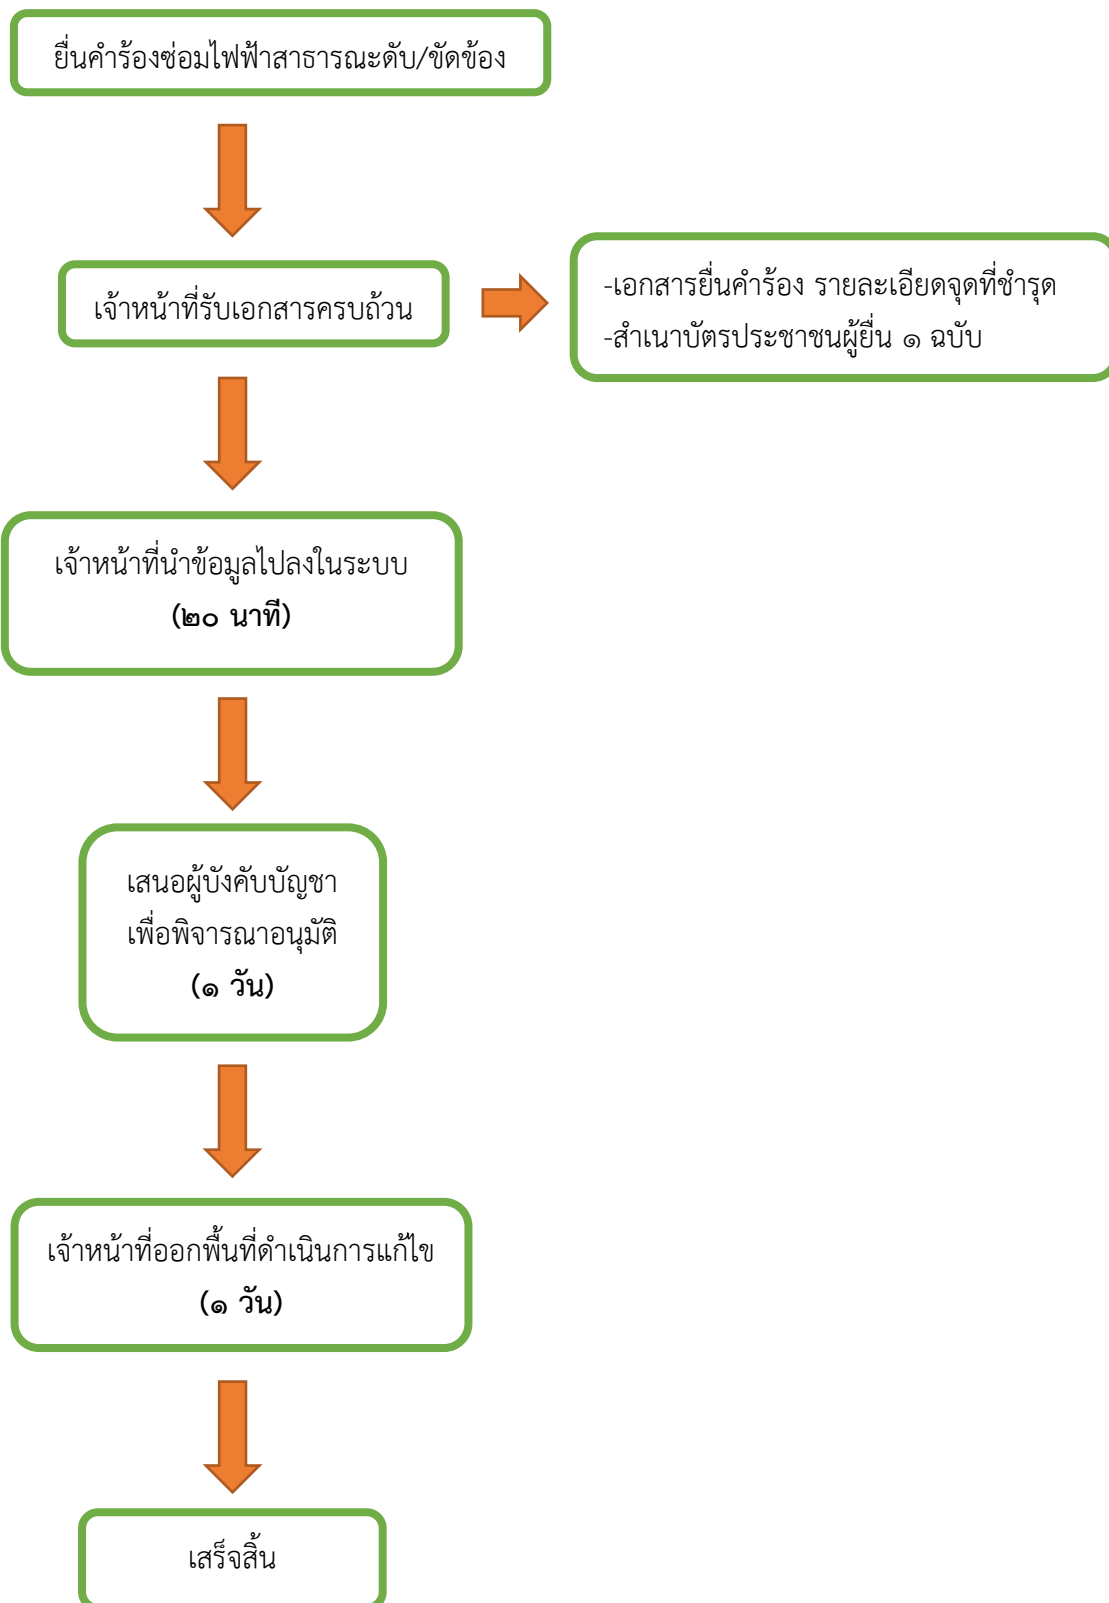 ยื่นคำร้องซ่อมไฟฟ้าสาธารณะดับ/ขัดข้อง
เจ้าหน้าที่รับเอกสารครบถ้วน
-เอกสารยื่นคำร้อง รายละเอียดจุดที่ชำรุด
-สำเนาบัตรประชาชนผู้ยื่น ๑ ฉบับ
เจ้าหน้าที่นำข้อมูลไปลงในระบบ
(๒๐ นาที)
เสนอผู้บังคับบัญชา
เพื่อพิจารณาอนุมัติ
(๑ วัน)
เจ้าหน้าที่ออกพื้นที่ดำเนินการแก้ไข
(๑ วัน)
เสร็จสิ้น